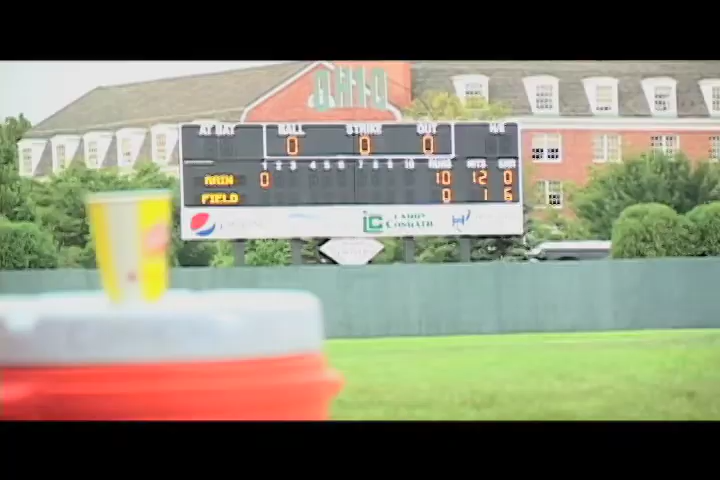 OHIO
AT BAT BALL STRIKE OUT H/E
0 0 0
1 2 3 4 5 6 7 8 9 10 RUNS HITS ERR
RAIN 0 10 12 0
FIELD 0 1 6
LC